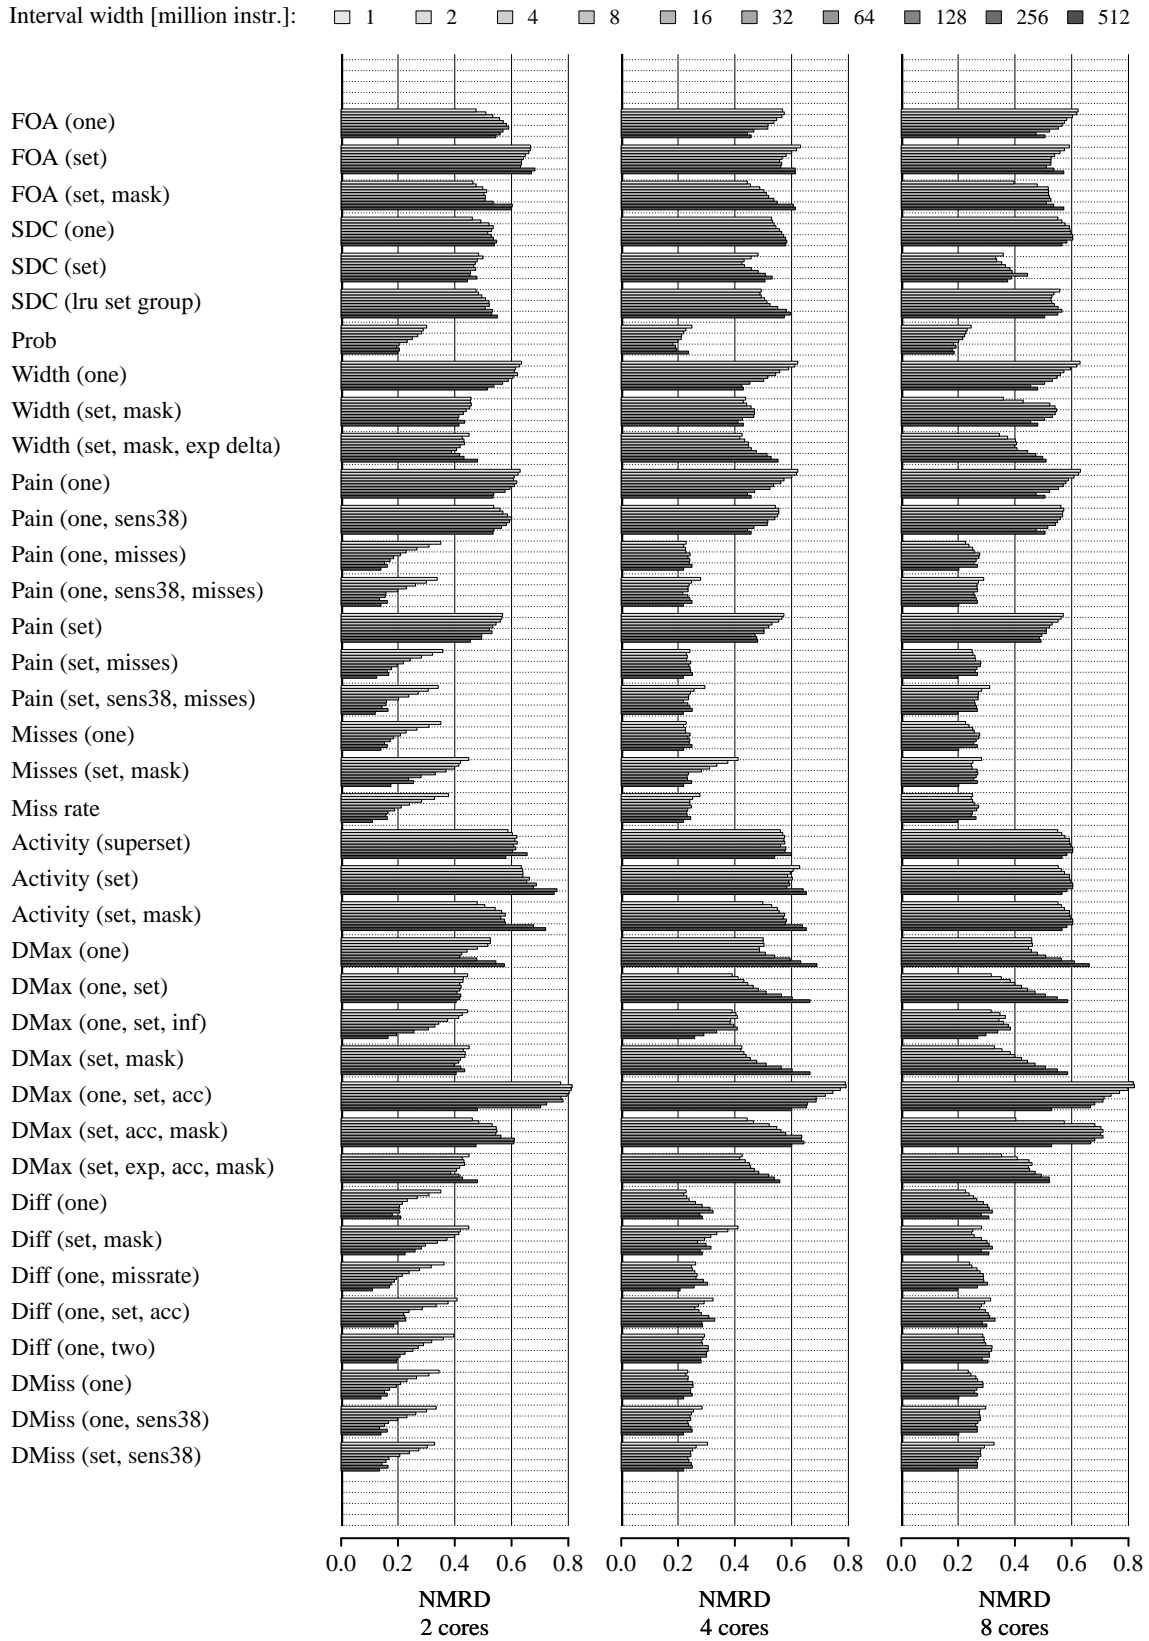 Interval width [million instr.]: 1 2 4 8 16 32 64 128 256 512
FOA (one)
FOA (set)
FOA (set, mask)
SDC (one)
SDC (set)
SDC (lru set group)
Prob
Width (one)
Width (set, mask)
Width (set, mask, exp delta)
Pain (one)
Pain (one, sens38)
Pain (one, misses)
Pain (one, sens38, misses)
Pain (set)
Pain (set, misses)
Pain (set, sens38, misses)
Misses (one)
Misses (set, mask)
Miss rate
Activity (superset)
Activity (set)
Activity (set, mask)
DMax (one)
DMax (one, set)
DMax (one, set, inf)
DMax (set, mask)
DMax (one, set, acc)
DMax (set, acc, mask)
DMax (set, exp, acc, mask)
Diff (one)
Diff (set, mask)
Diff (one, missrate)
Diff (one, set, acc)
Diff (one, two)
DMiss (one)
DMiss (one, sens38)
DMiss (set, sens38)
0.0 0.2 0.4 0.6 0.8 0.0 0.2 0.4 0.6 0.8 0.0 0.2 0.4 0.6 0.8
NMRD NMRD NMRD
2 cores 4 cores 8 cores